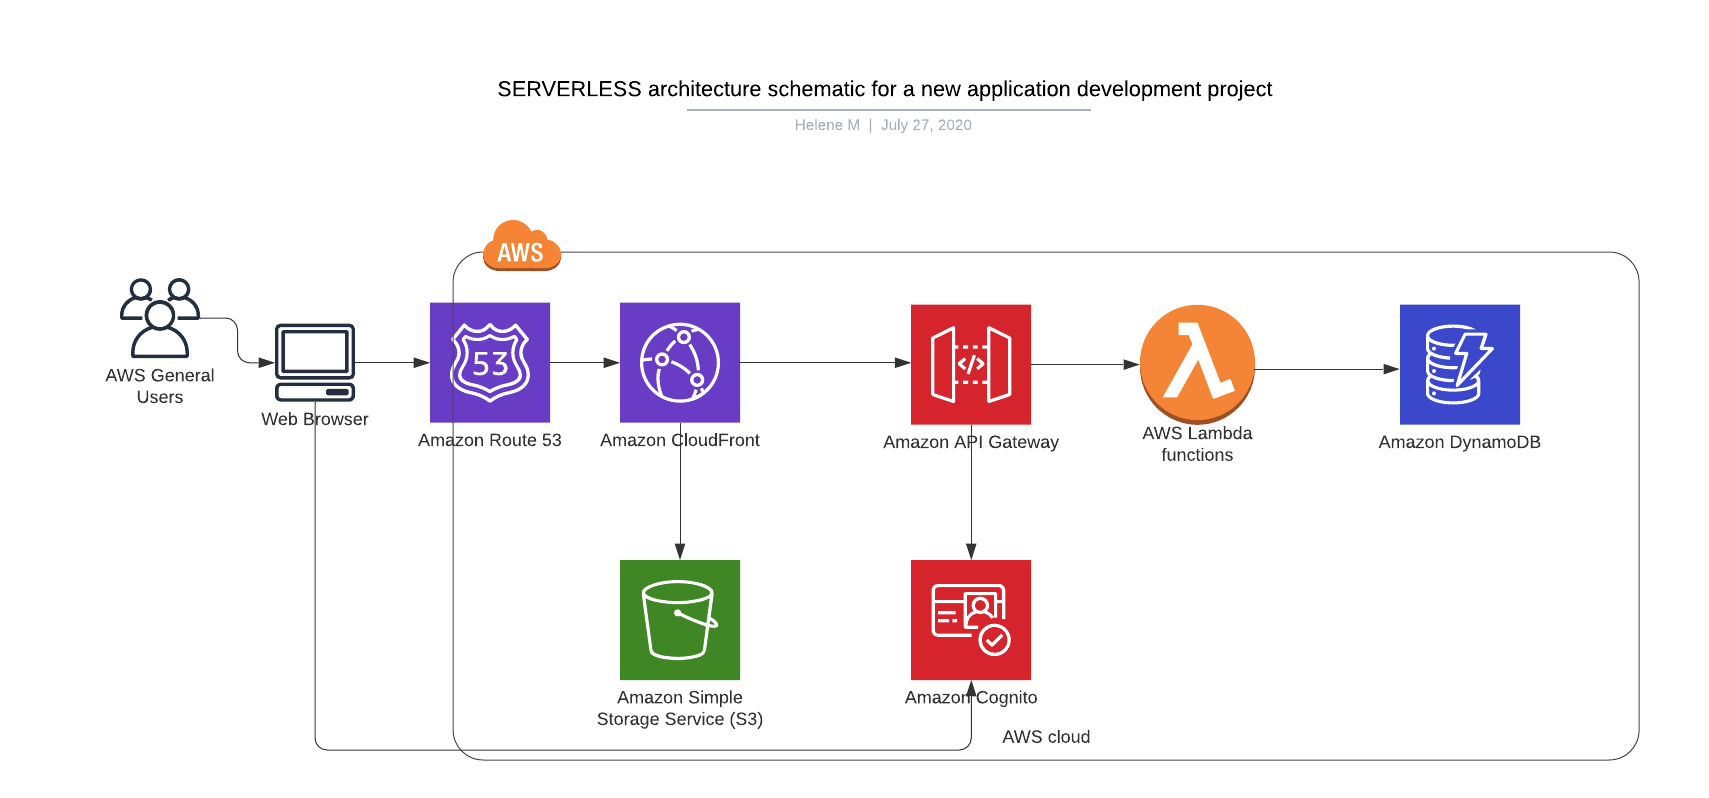 SERVERLESS architecture schematic for a new application development project
Helene M | July 27, 2020
AWS
53
</>
AWS General
Users
Web Browser
Amazon Route 53
Amazon CloudFront
Amazon API Gateway
AWS Lambda
functions
Amazon DynamoDB
Amazon Simple
Storage Service (S3)
Amazon Cognito
AWS cloud